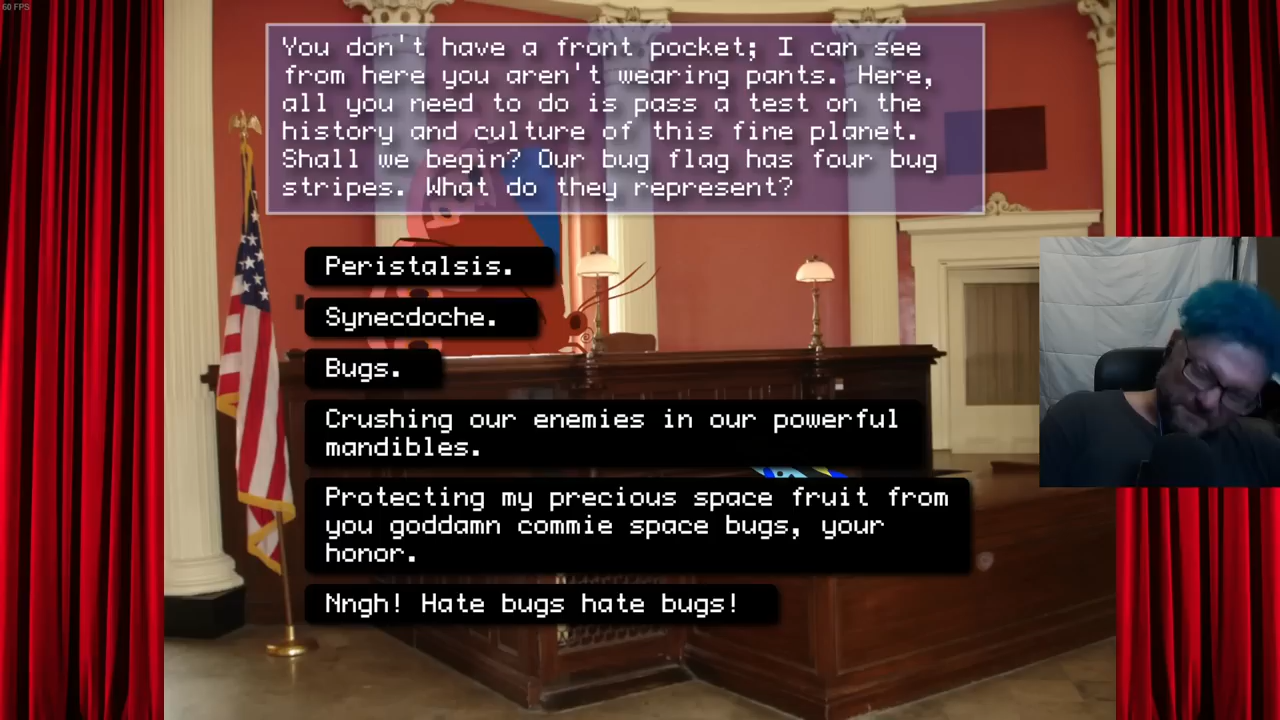 60 FPS
You don't have a front pocket; I can see
from here you aren't wearing pants. Here,
all you need to do is pass a test on the
history and culture of this fine planet.
Shall we begin? Our bug flag has four bug
stripes. What do they represent?
Peristalsis.
Synecdoche.
Bugs.
Crushing our enemies in our powerful
mandibles.
Protecting my precious space fruit from
you goddamn commie space bugs, your
honor.
Nngh! Hate bugs hate bugs!